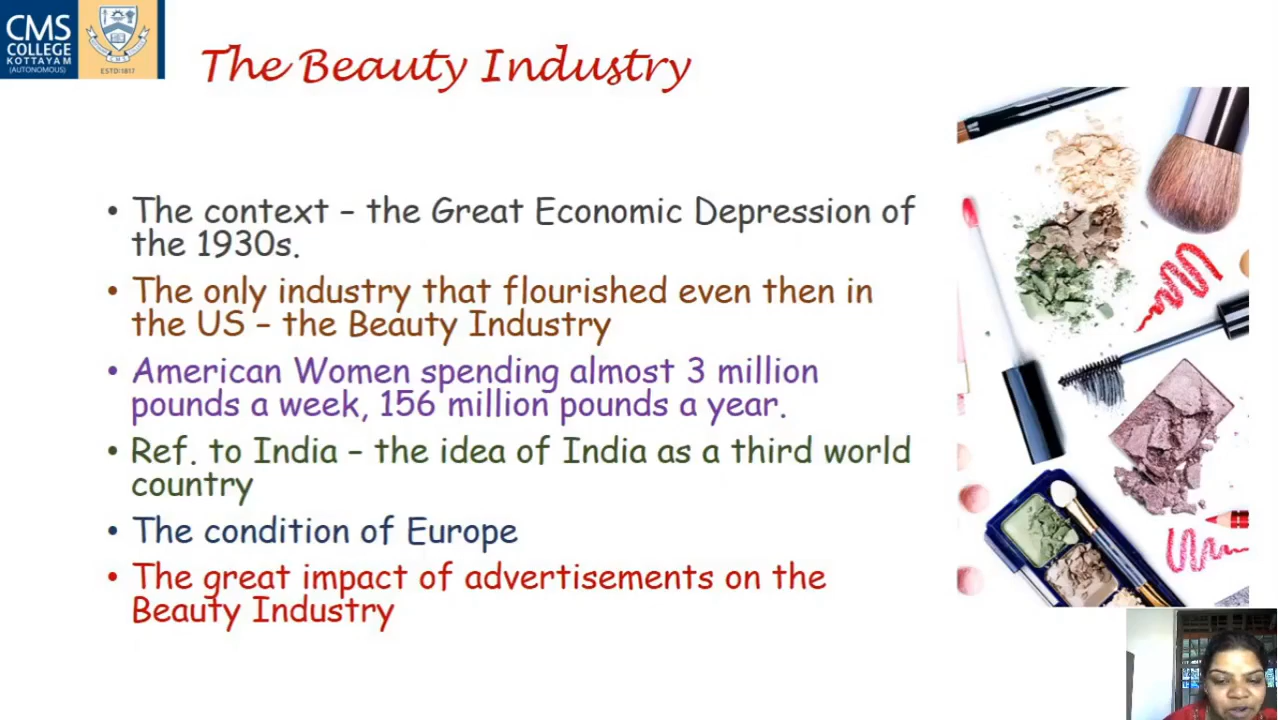 CMS
COLLEGE
KOTTAYAM
(AUTONOMOUS)
ESTD:1817
The Beauty Industry
• The context – the Great Economic Depression of
the 1930s.
• The only industry that flourished even then in
the US – the Beauty Industry
• American Women spending almost 3 million
pounds a week, 156 million pounds a year.
• Ref. to India – the idea of India as a third world
country
• The condition of Europe
• The great impact of advertisements on the
Beauty Industry